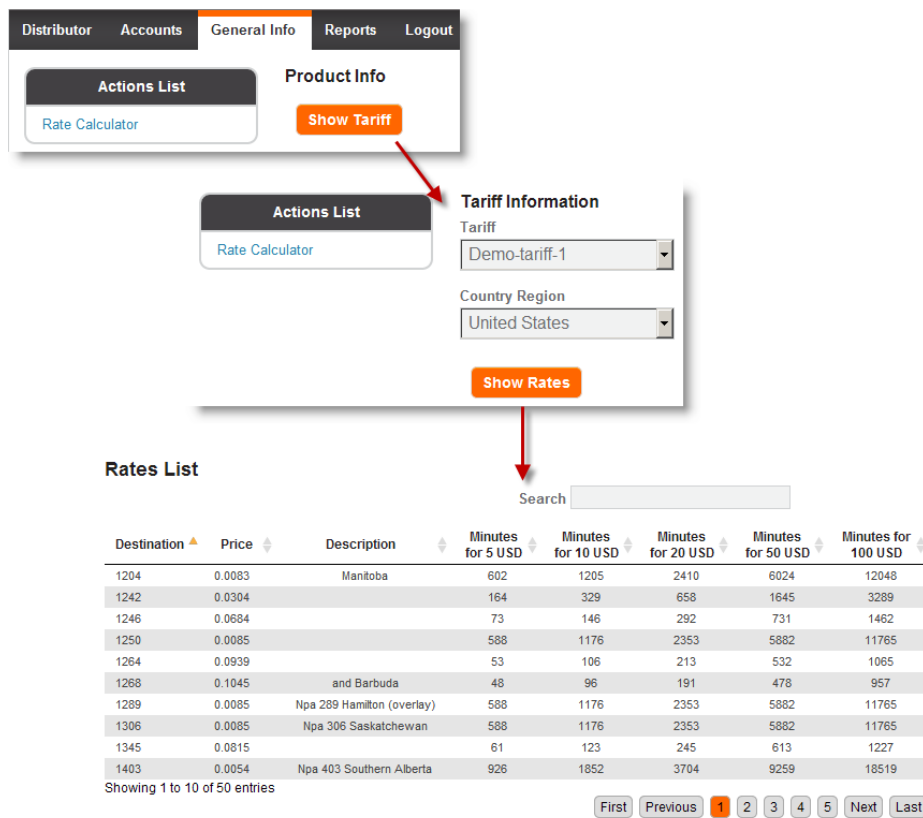 Distributor Accounts General Info Reports Logout
Actions List
Rate Calculator
Product Info
Show Tariff
Actions List
Rate Calculator
Tariff Information
Tariff
Demo-tariff-1
Country Region
United States
Show Rates
Rates List
Search
Destination Price Description Minutes for 5 USD Minutes for 10 USD Minutes for 20 USD Minutes for 50 USD Minutes for 100 USD
1204 0.0083 Manitoba 602 1205 2410 6024 12048
1242 0.0304 164 329 658 1645 3289
1246 0.0684 73 146 292 731 1462
1250 0.0085 588 1176 2353 5882 11765
1264 0.0939 53 106 213 532 1065
1268 0.1045 and Barbuda 48 96 191 478 957
1289 0.0085 Npa 289 Hamilton (overlay) 588 1176 2353 5882 11765
1306 0.0085 Npa 306 Saskatchewan 588 1176 2353 5882 11765
1345 0.0815 61 123 245 613 1227
1403 0.0054 Npa 403 Southern Alberta 926 1852 3704 9259 18519
Showing 1 to 10 of 50 entries
First Previous 1 2 3 4 5 Next Last